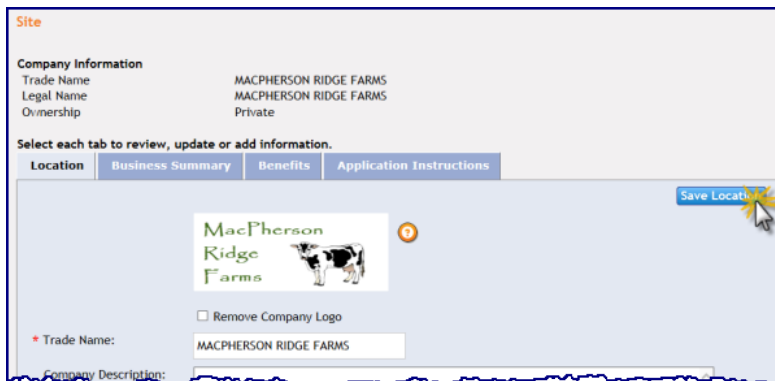 Site
Company Information
Trade Name MACPHERSON RIDGE FARMS
Legal Name MACPHERSON RIDGE FARMS
Ownership Private
Select each tab to review, update or add information.
Location Business Summary Benefits Application Instructions
Save Locati
MacPherson
Ridge
Farms
?
Remove Company Logo
* Trade Name: MACPHERSON RIDGE FARMS
Company Description: